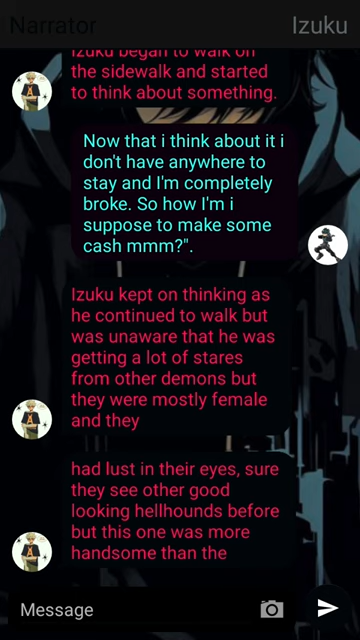 Narrator
Izuku
Izuku began to walk on
the sidewalk and started
to think about something.
Now that i think about it i
don't have anywhere to
stay and I'm completely
broke. So how I'm i
suppose to make some
cash mmm?".
Izuku kept on thinking as
he continued to walk but
was unaware that he was
getting a lot of stares
from other demons but
they were mostly female
and they
had lust in their eyes, sure
they see other good
looking hellhounds before
but this one was more
handsome than the
Message